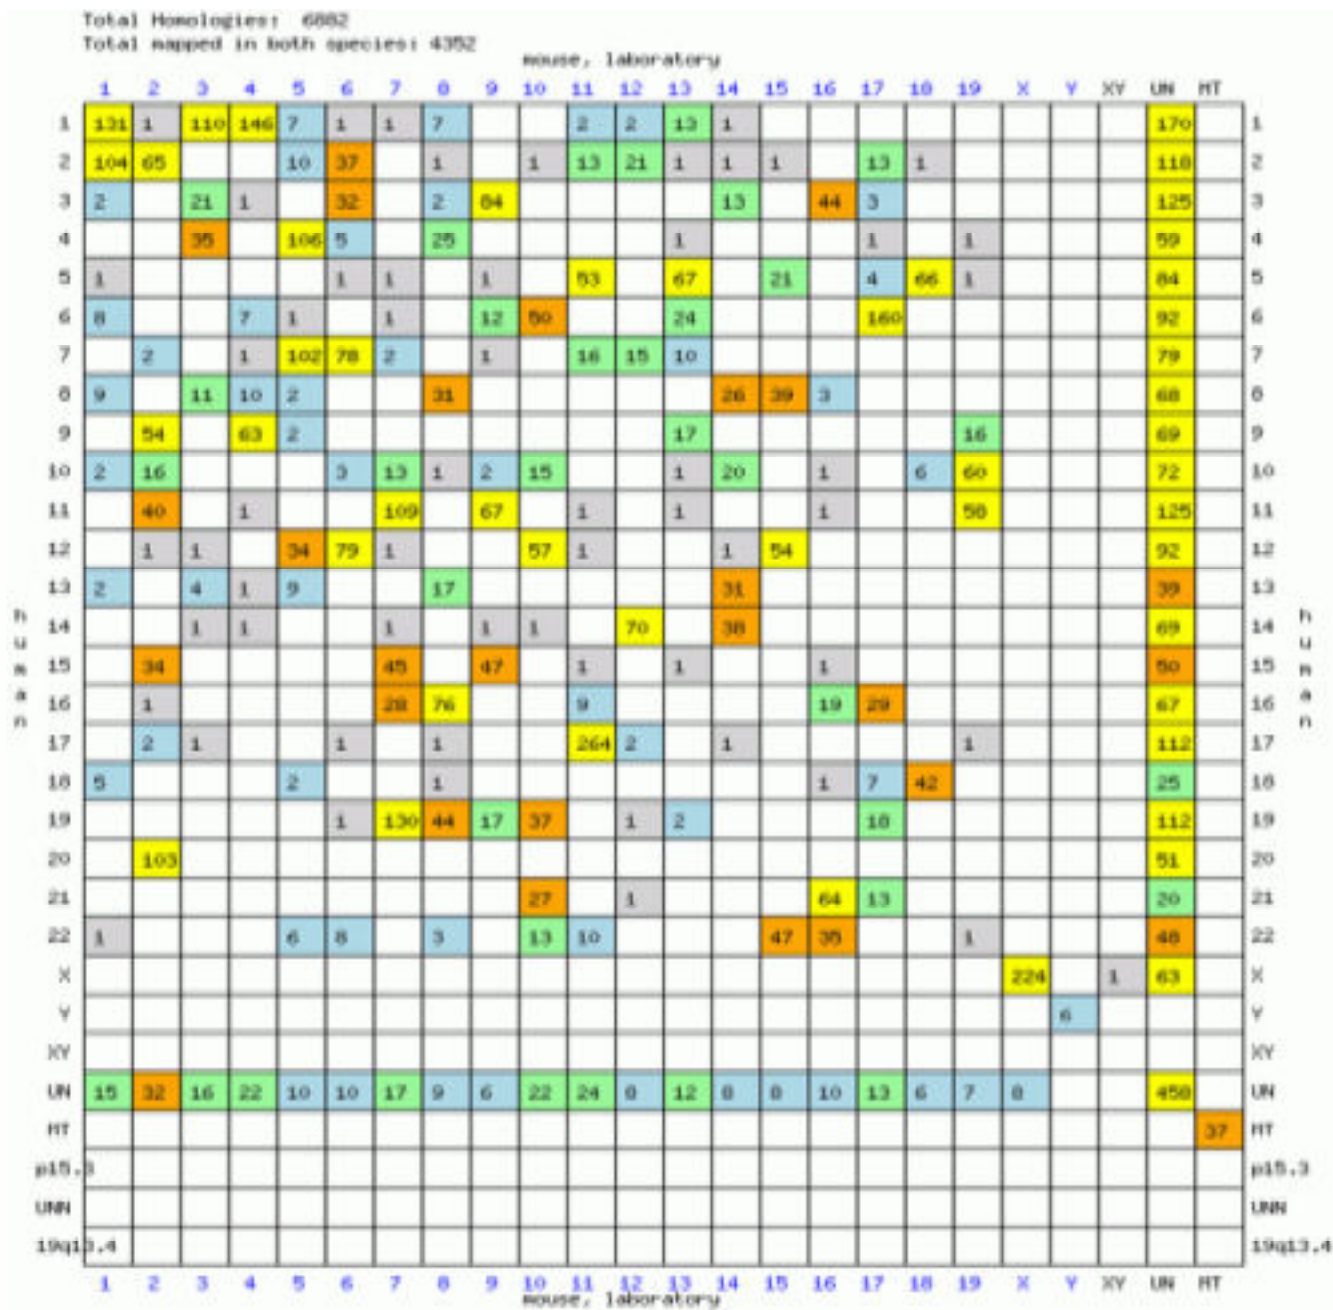 Total Homologies: 6882
Total mapped in both species: 4352
mouse, laboratory
1 2 3 4 5 6 7 8 9 10 11 12 13 14 15 16 17 18 19 X Y XY UN MT
1 131 1 110 146 7 1 1 7 2 2 13 1 170 1
2 104 65 10 37 1 1 13 21 1 1 1 13 1 118 2
3 2 21 1 32 2 84 13 44 3 125 3
4 35 106 5 25 1 1 1 59 4
5 1 1 1 1 53 67 21 4 66 1 84 5
6 8 7 1 1 12 50 24 160 92 6
7 2 1 102 78 2 1 16 15 10 79 7
8 9 11 10 2 31 26 39 3 68 8
9 54 63 2 17 16 69 9
10 2 16 3 13 1 2 15 1 20 1 6 60 72 10
11 40 1 109 67 1 1 1 58 125 11
12 1 1 34 79 1 57 1 1 54 92 12
13 2 4 1 9 17 31 39 13
14 1 1 1 1 1 70 38 69 14
15 34 45 47 1 1 1 50 15
16 1 28 76 9 19 29 67 16
17 2 1 1 1 264 2 1 1 112 17
18 5 2 1 1 7 42 25 18
19 1 130 44 17 37 1 2 18 112 19
20 103 51 20
21 27 1 64 13 20 21
22 1 6 8 3 13 10 47 35 1 48 22
X 224 1 63 X
Y 6 Y
XY XY
UN 15 32 16 22 10 10 17 9 6 22 24 8 12 8 8 10 13 6 7 8 458 UN
MT 37 MT
p15.3 p15.3
UNN UNN
19q13.4 19q13.4
1 2 3 4 5 6 7 8 9 10 11 12 13 14 15 16 17 18 19 X Y XY UN MT
mouse, laboratory
human
human